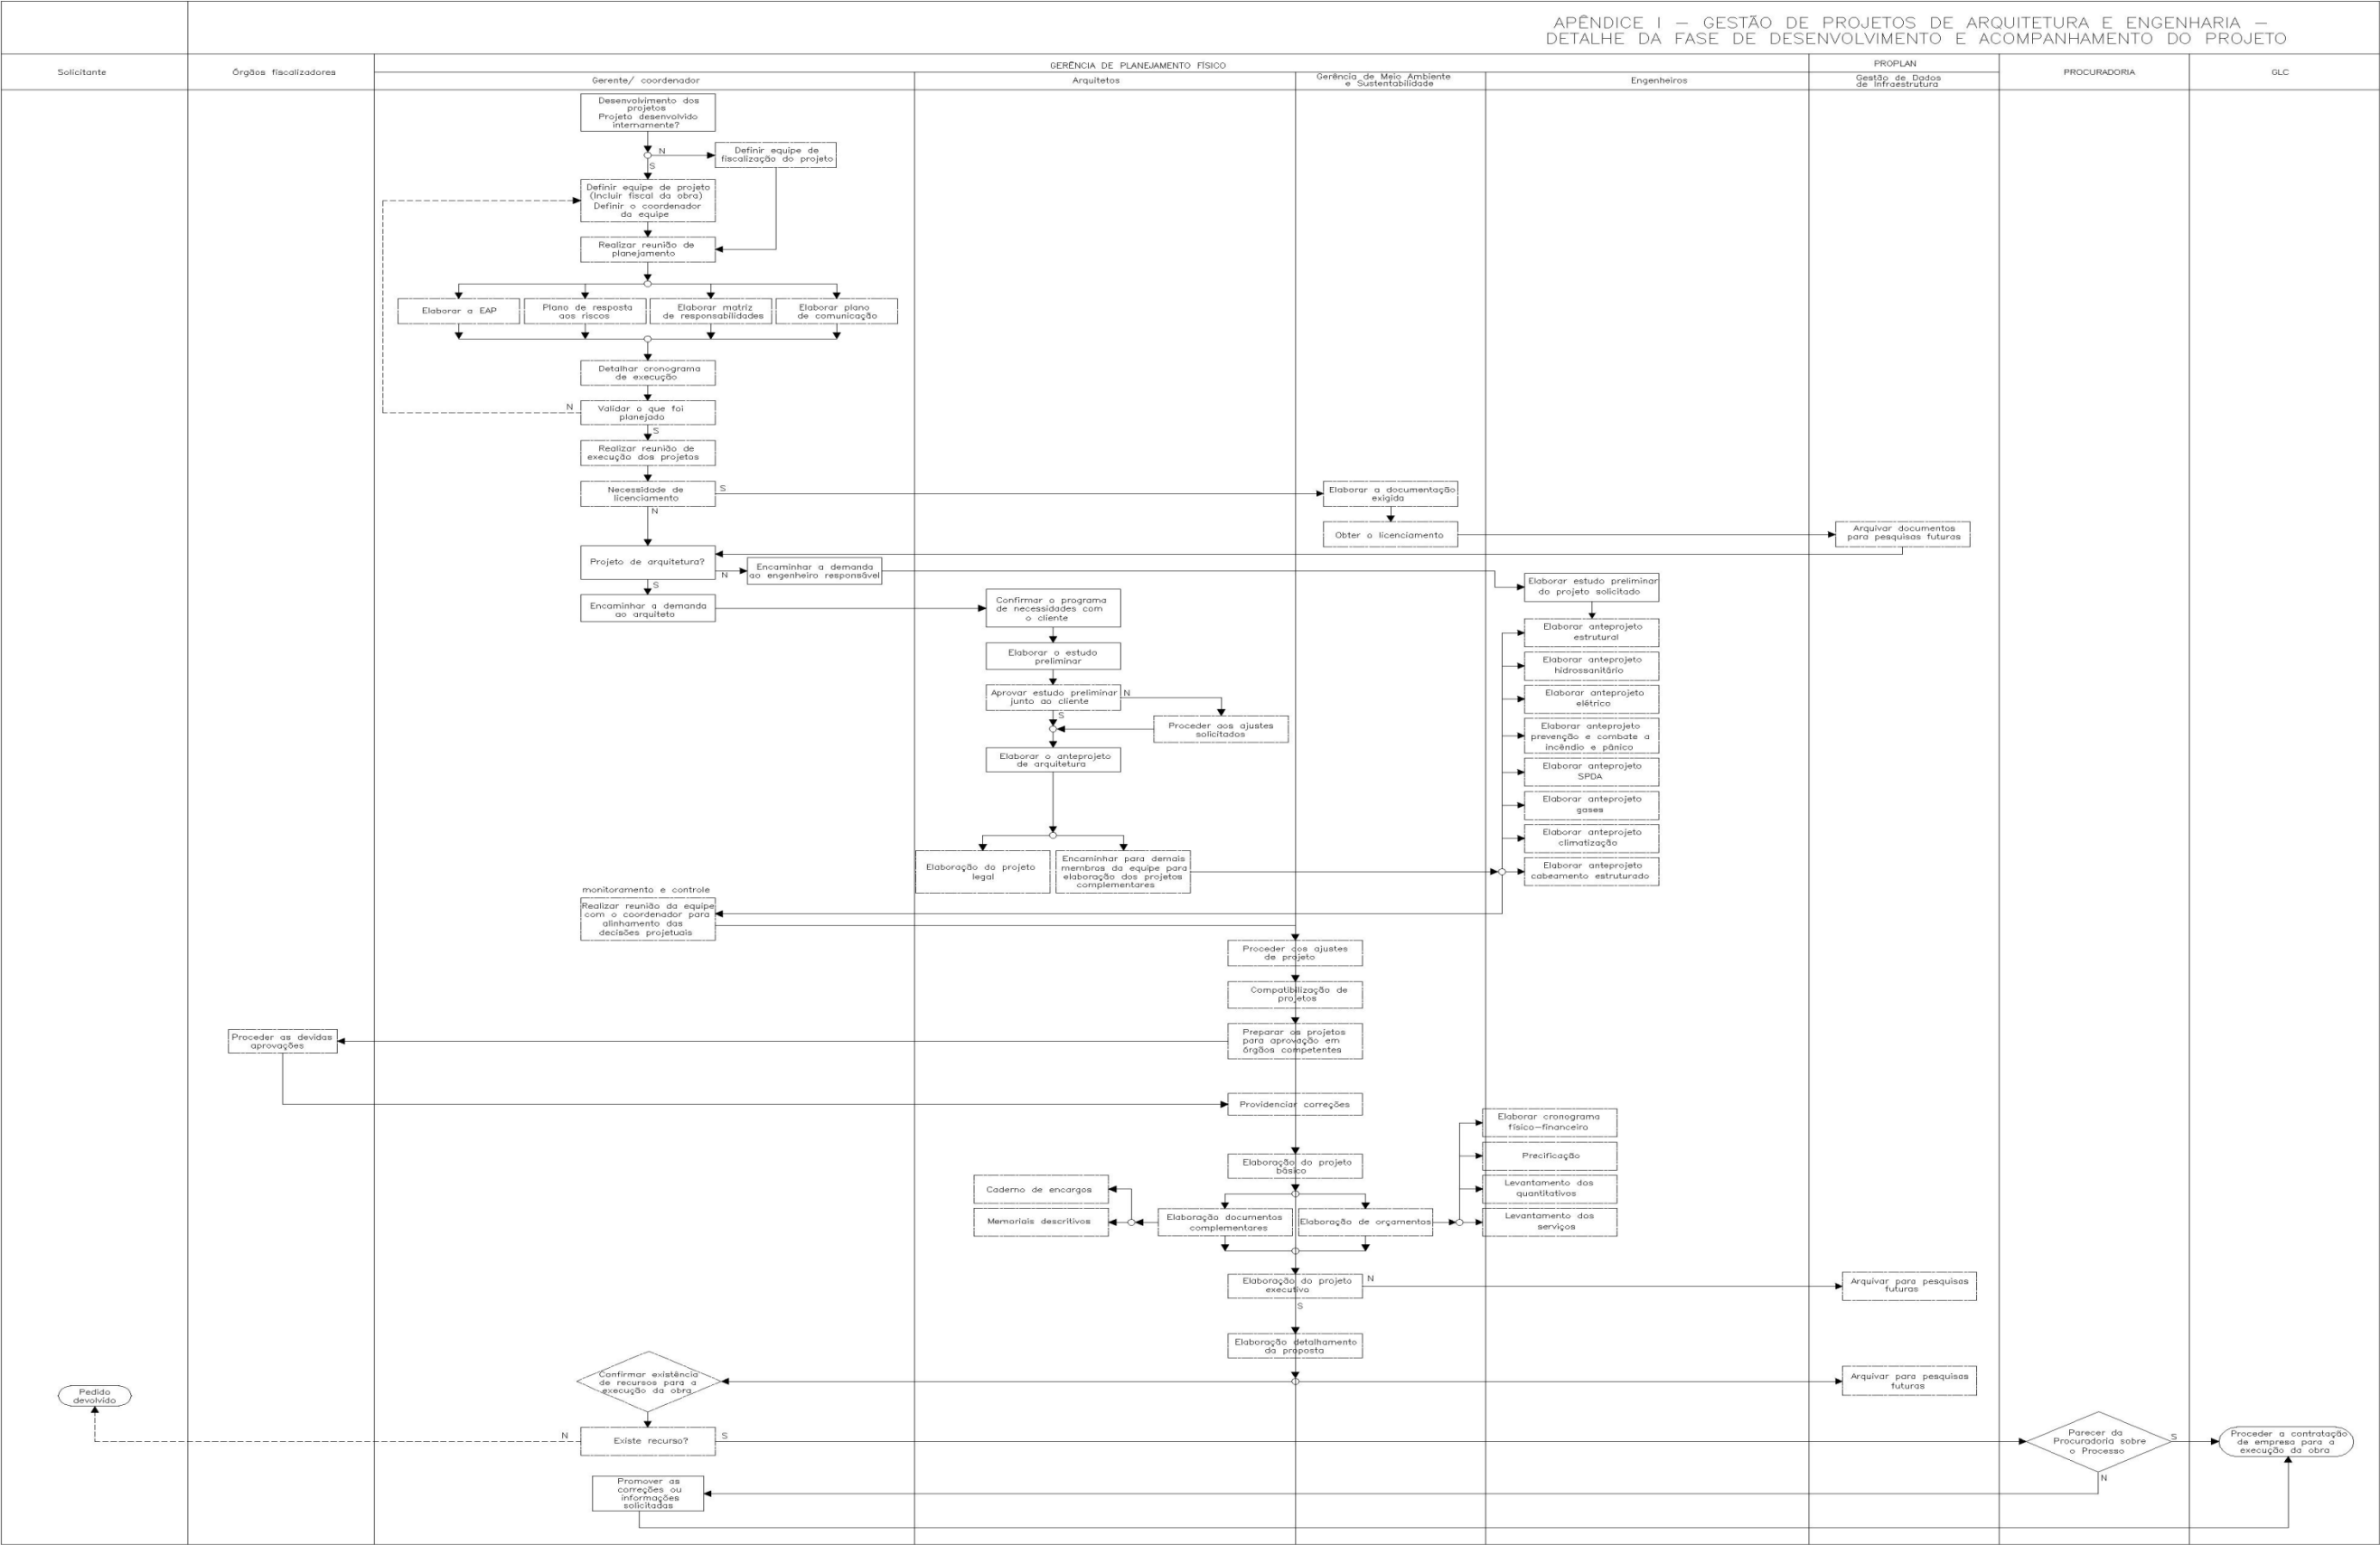 APÊNDICE I – GESTÃO DE PROJETOS DE ARQUITETURA E ENGENHARIA –
DETALHE DA FASE DE DESENVOLVIMENTO E ACOMPANHAMENTO DO PROJETO
Solicitante
Órgãos fiscalizadores
GERÊNCIA DE PLANEJAMENTO FÍSICO
Gerente/ coordenador
Arquitetos
Gerência de Meio Ambiente
e Sustentabilidade
Engenheiros
PROPLAN
Gestão de Dados
de Infraestrutura
PROCURADORIA
GLC
Desenvolvimento dos
projetos
Projeto desenvolvido
internamente?
N
S
Definir equipe de
fiscalização do projeto
Definir equipe de projeto
(Incluir fiscal da obra)
Definir o coordenador
da equipe
Realizar reunião de
planejamento
Elaborar a EAP
Plano de resposta
aos riscos
Elaborar matriz
de responsabilidades
Elaborar plano
de comunicação
Detalhar cronograma
de execução
N
Validar o que foi
planejado
S
Realizar reunião de
execução dos projetos
Necessidade de
licenciamento
S
N
Elaborar a documentação
exigida
Obter o licenciamento
Arquivar documentos
para pesquisas futuras
Projeto de arquitetura?
N
S
Encaminhar a demanda
ao engenheiro responsável
Encaminhar a demanda
ao arquiteto
Confirmar o programa
de necessidades com
o cliente
Elaborar o estudo
preliminar
Aprovar estudo preliminar
junto ao cliente
N
S
Proceder aos ajustes
solicitados
Elaborar o anteprojeto
de arquitetura
Elaboração do projeto
legal
Encaminhar para demais
membros da equipe para
elaboração dos projetos
complementares
Elaborar estudo preliminar
do projeto solicitado
Elaborar anteprojeto
estrutural
Elaborar anteprojeto
hidrossanitário
Elaborar anteprojeto
elétrico
Elaborar anteprojeto
prevenção e combate a
incêndio e pânico
Elaborar anteprojeto
SPDA
Elaborar anteprojeto
gases
Elaborar anteprojeto
climatização
Elaborar anteprojeto
cabeamento estruturado
monitoramento e controle
Realizar reunião da equipe
com o coordenador para
alinhamento das
decisões projetuais
Proceder aos ajustes
de projeto
Compatibilização de
projetos
Preparar os projetos
para aprovação em
órgãos competentes
Proceder as devidas
aprovações
Providenciar correções
Elaboração do projeto
básico
Caderno de encargos
Memoriais descritivos
Elaboração documentos
complementares
Elaboração de orçamentos
Elaborar cronograma
físico–financeiro
Precificação
Levantamento dos
quantitativos
Levantamento dos
serviços
Elaboração do projeto
executivo
N
S
Arquivar para pesquisas
futuras
Elaboração detalhamento
da proposta
Confirmar existência
de recursos para a
execução da obra
Arquivar para pesquisas
futuras
Pedido
devolvido
N
Existe recurso?
S
Parecer da
Procuradoria sobre
o Processo
S
N
Proceder a contratação
de empresa para a
execução da obra
Promover as
correções ou
informações
solicitadas